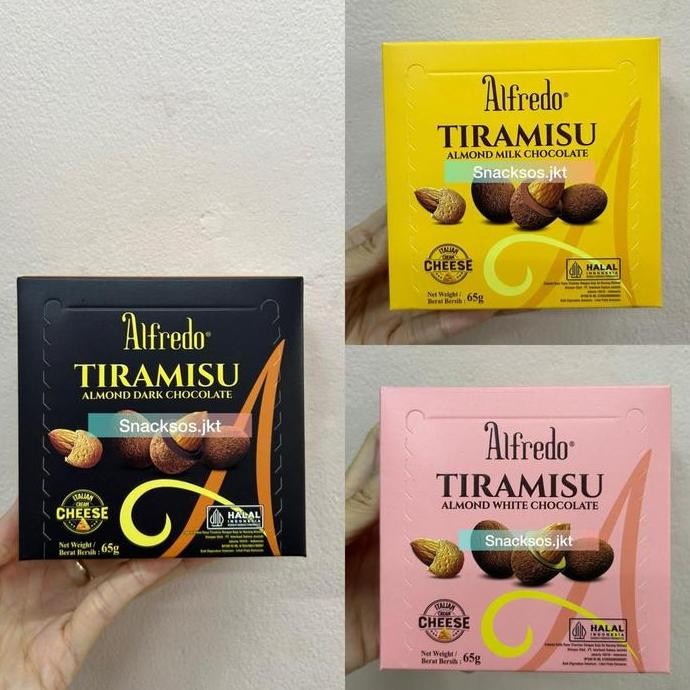 Alfredo®
TIRAMISU
ALMOND DARK CHOCOLATE
Snacksos.jkt
ITALIAN
CREAM
CHEESE
HALAL
INDONESIA
Net Weight /
Berat Bersih : 65g
Alfredo®
TIRAMISU
ALMOND MILK CHOCOLATE
Snacksos.jkt
ITALIAN
CREAM
CHEESE
HALAL
INDONESIA
Net Weight /
Berat Bersih : 65g
Alfredo®
TIRAMISU
ALMOND WHITE CHOCOLATE
Snacksos.jkt
ITALIAN
CREAM
CHEESE
HALAL
INDONESIA
Net Weight /
Berat Bersih : 65g